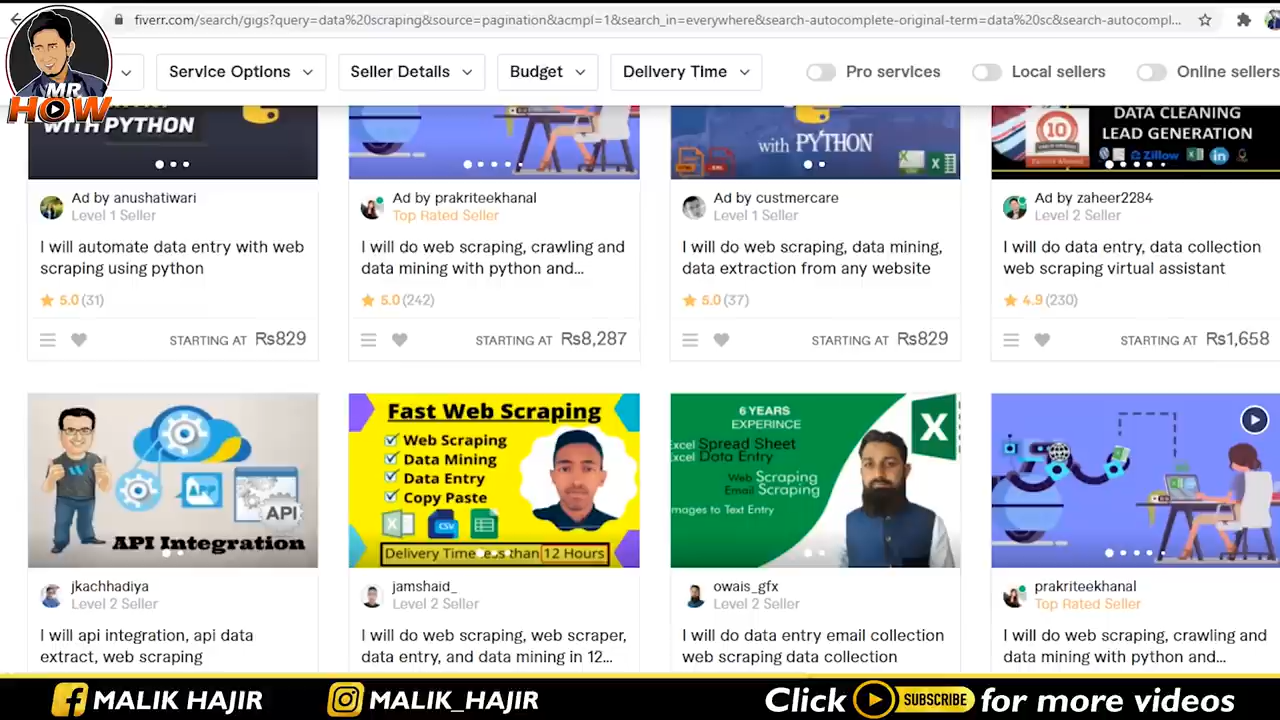 fiverr.com/search/gigs?query=data%20scraping&source=pagination&acmpl=1&search_in=everywhere&search-autocomplete-original-term=data%20sc&search-autocompl...
MR
HOW
Service Options
Seller Details
Budget
Delivery Time
Pro services
Local sellers
Online sellers
WITH PYTHON
with PYTHON
10
DATA CLEANING
LEAD GENERATION
Zillow
Ad by anushatiwari
Level 1 Seller
I will automate data entry with web
scraping using python
5.0 (31)
STARTING AT Rs829
Ad by prakriteekhanal
Top Rated Seller
I will do web scraping, crawling and
data mining with python and...
5.0 (242)
STARTING AT Rs8,287
Ad by custmercare
Level 1 Seller
I will do web scraping, data mining,
data extraction from any website
5.0 (37)
STARTING AT Rs829
Ad by zaheer2284
Level 2 Seller
I will do data entry, data collection
web scraping virtual assistant
4.9 (230)
STARTING AT Rs1,658
API
API Integration
jkachhadiya
Level 2 Seller
I will api integration, api data
extract, web scraping
Fast Web Scraping
Web Scraping
Data Mining
Data Entry
Copy Paste
CSV
Delivery Time less than 12 Hours
jamshaid_
Level 2 Seller
I will do web scraping, web scraper,
data entry, and data mining in 12...
6 YEARS
EXPERINCE
Excel Spread Sheet
Excel Data Entry
Web Scraping
Email Scraping
mages to Text Entry
X
owais_gfx
Level 2 Seller
I will do data entry email collection
web scraping data collection
prakriteekhanal
Top Rated Seller
I will do web scraping, crawling and
data mining with python and...
MALIK HAJIR
MALIK_HAJIR
Click SUBSCRIBE for more videos